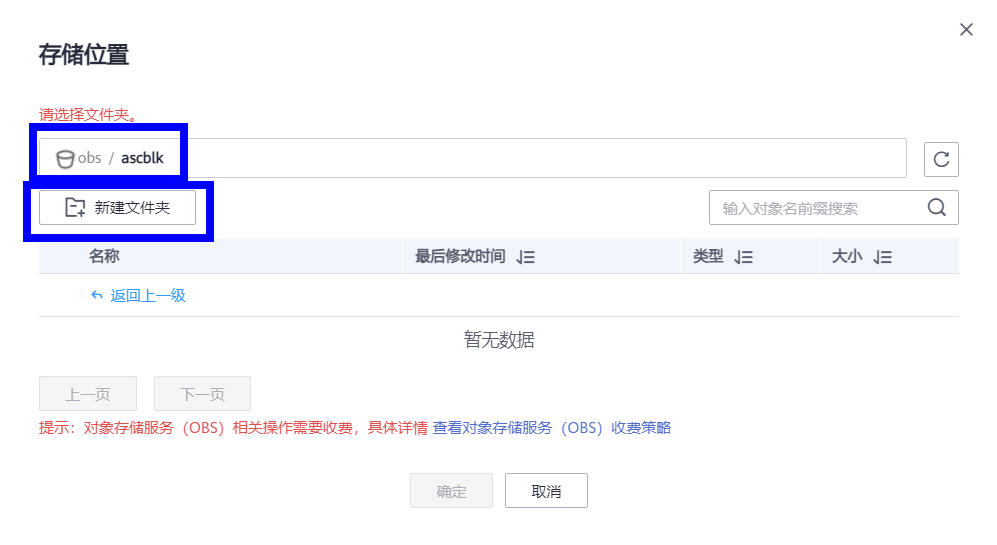 存储位置
请选择文件夹。
obs / ascblk
新建文件夹
输入对象名前缀搜索
名称 最后修改时间 类型 大小
返回上一级
暂无数据
上一页 下一页
提示：对象存储服务（OBS）相关操作需要收费，具体详情 查看对象存储服务（OBS）收费策略
确定 取消